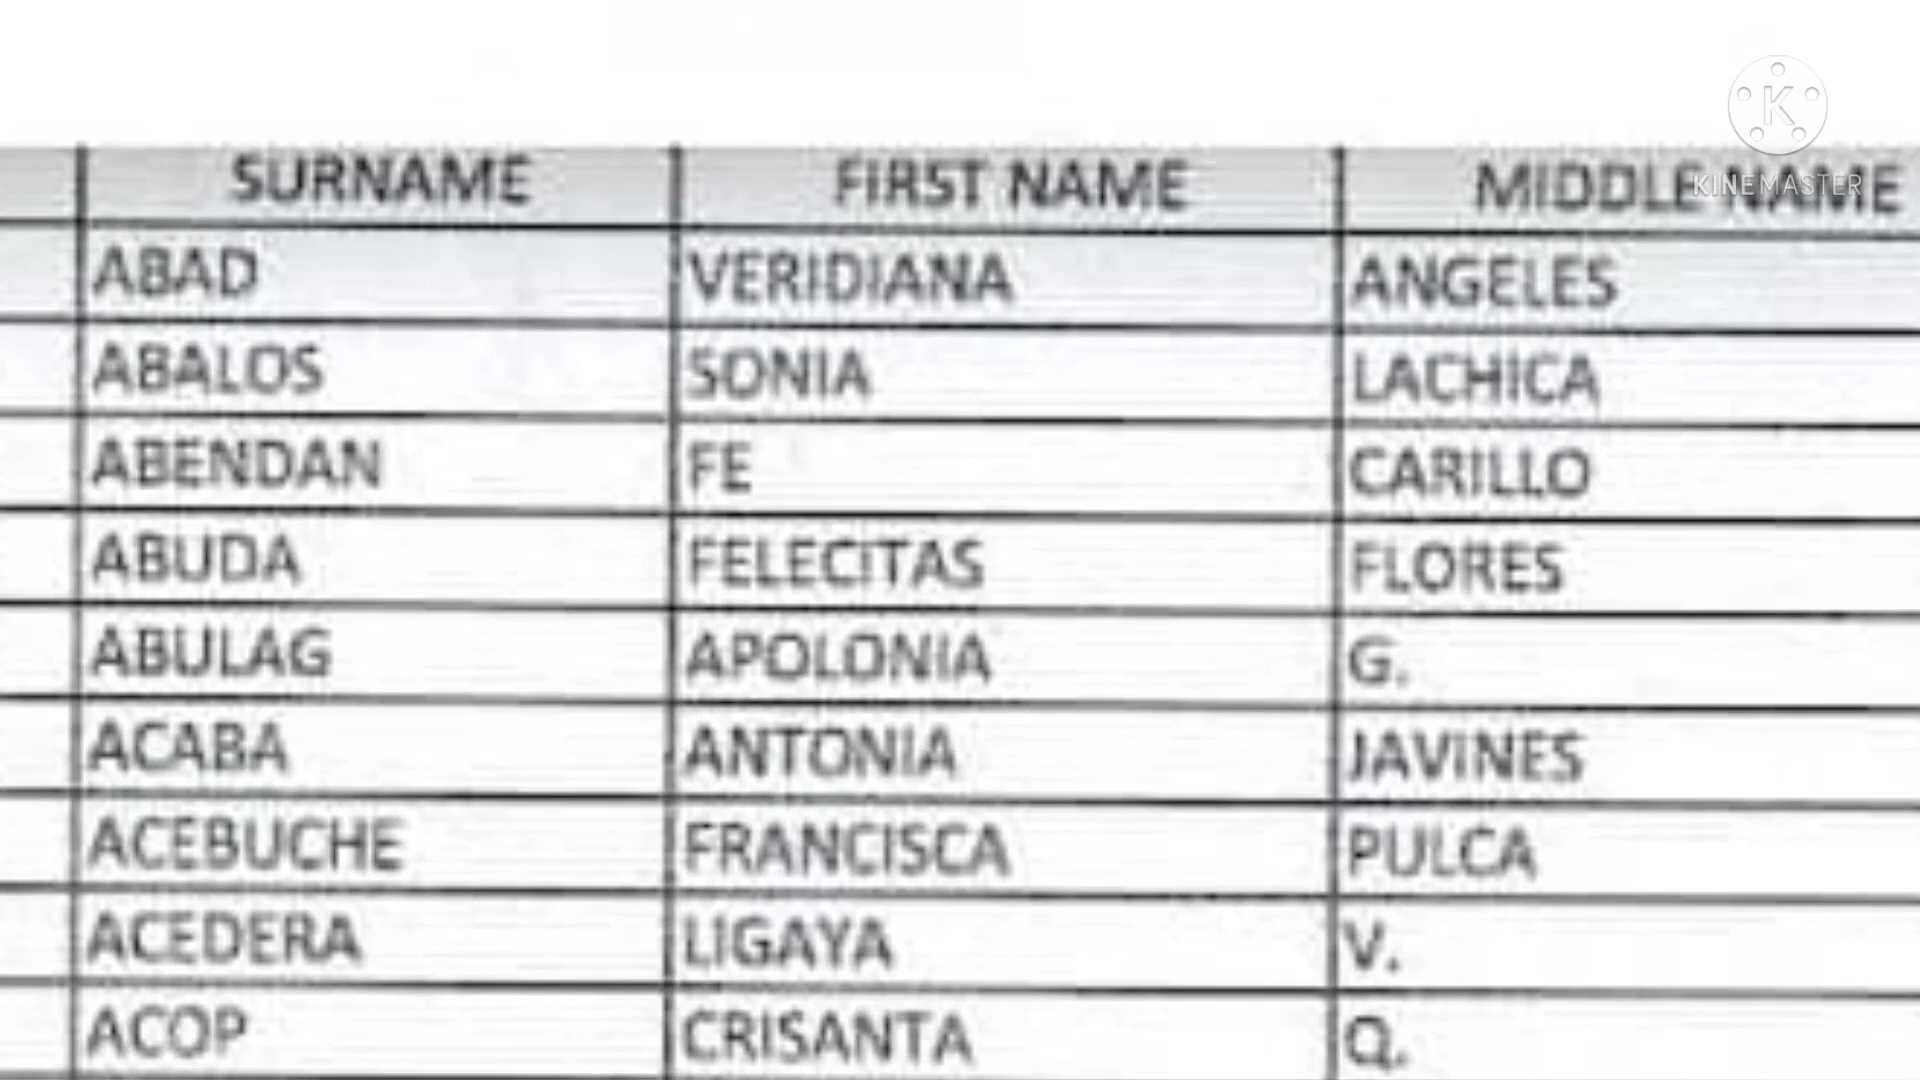 K
KINEMASTER
SURNAME FIRST NAME MIDDLE NAME
ABAD VERIDIANA ANGELES
ABALOS SONIA LACHICA
ABENDAN FE CARILLO
ABUDA FELECITAS FLORES
ABULAG APOLONIA G.
ACABA ANTONIA JAVINES
ACEBUCHE FRANCISCA PULCA
ACEDERA LIGAYA V.
ACOP CRISANTA Q.